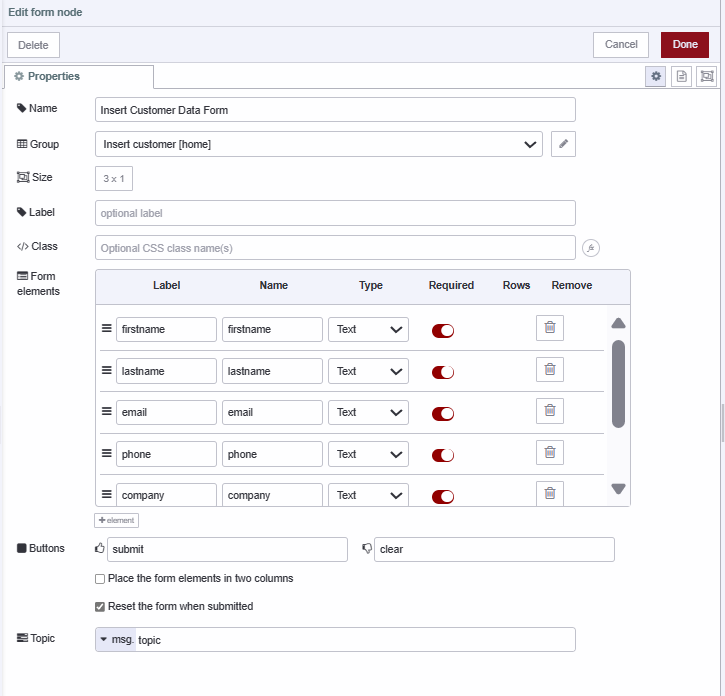 Edit form node
Delete
Cancel
Done
Properties
Name
Insert Customer Data Form
Group
Insert customer [home]
Size
3 x 1
Label
optional label
</> Class
Optional CSS class name(s)
Form elements
Label Name Type Required Rows Remove
firstname firstname Text
lastname lastname Text
email email Text
phone phone Text
company company Text
+ element
Buttons
submit
clear
Place the form elements in two columns
Reset the form when submitted
Topic
msg. topic